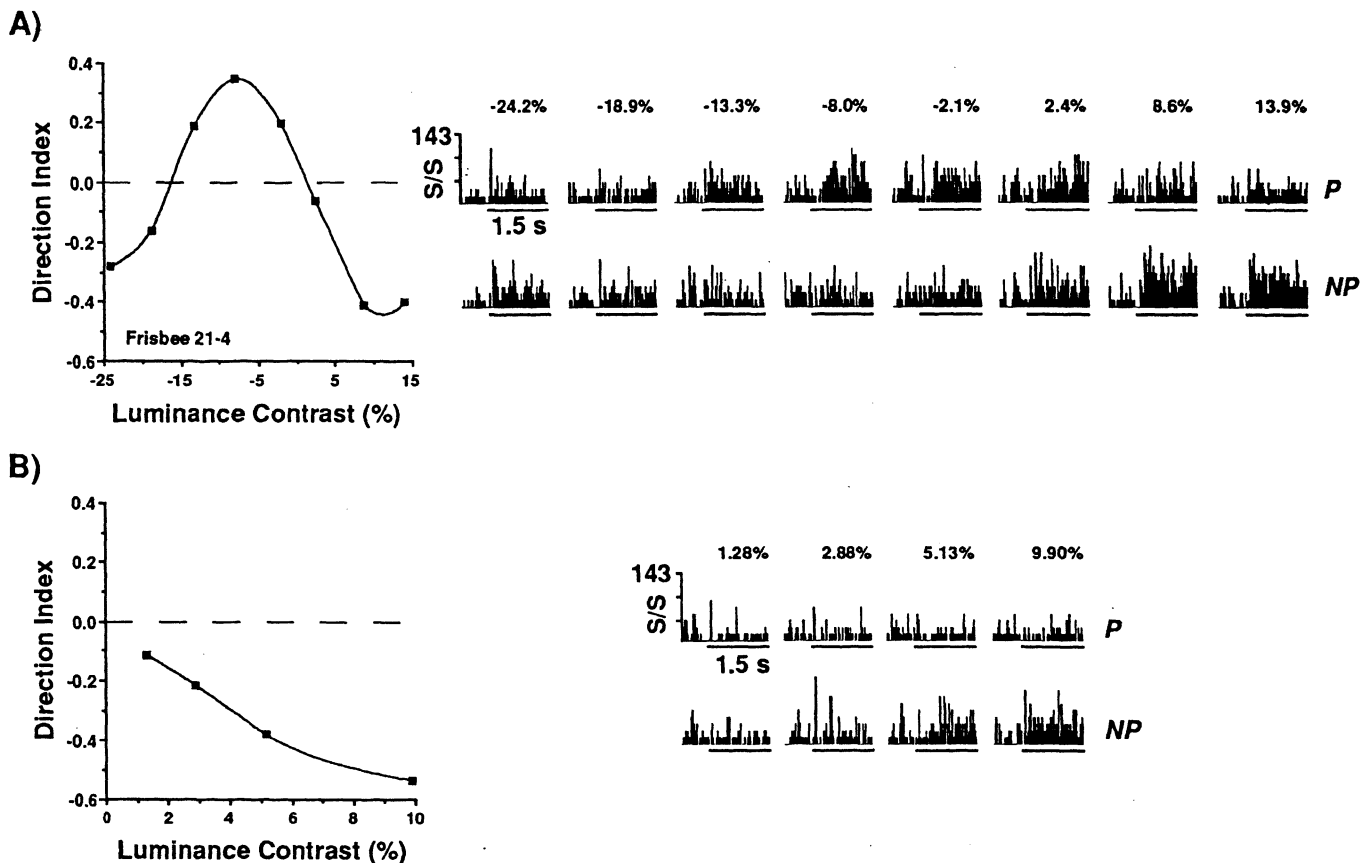 A)
0.4
0.2
0.0
-0.2
-0.4
-0.6
Direction Index
Frisbee 21-4
-25 -15 -5 5 15
Luminance Contrast (%)
-24.2% -18.9% -13.3% -8.0% -2.1% 2.4% 8.6% 13.9%
143
S/S
P
1.5 s
NP
B)
0.4
0.2
0.0
-0.2
-0.4
-0.6
Direction Index
0 2 4 6 8 10
Luminance Contrast (%)
1.28% 2.88% 5.13% 9.90%
143
S/S
P
1.5 s
NP